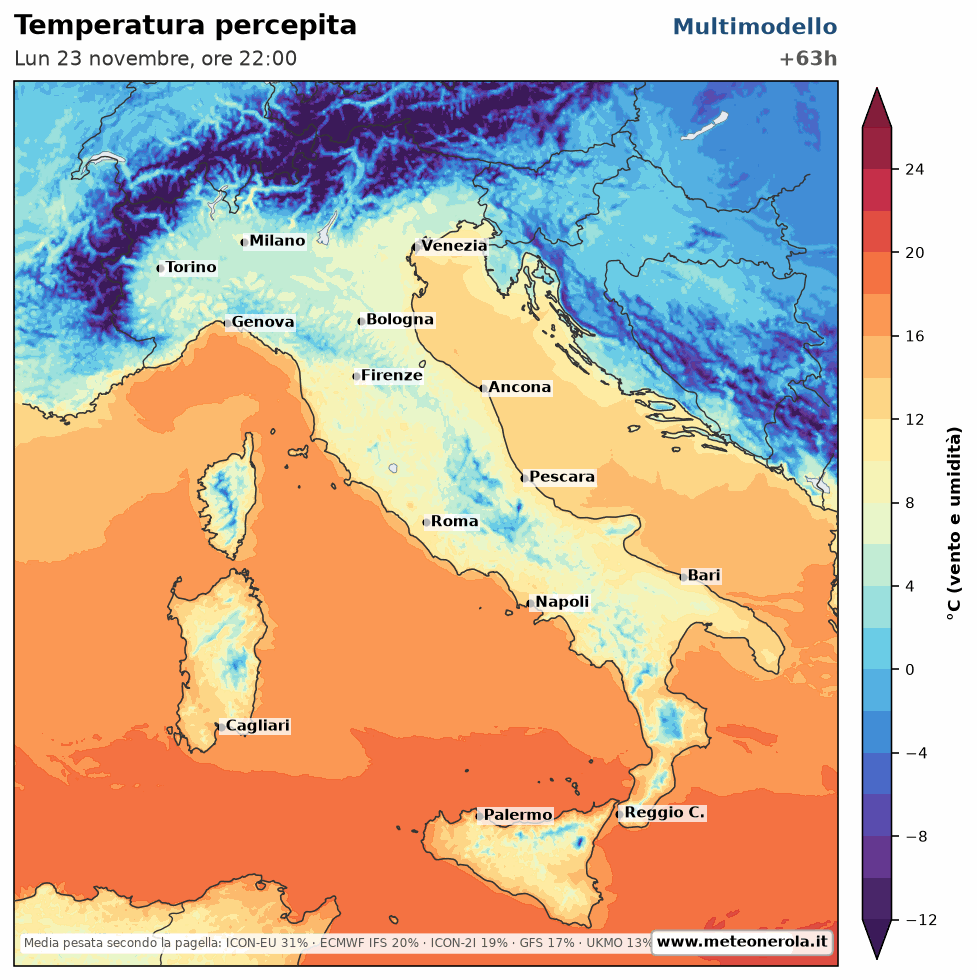 Temperatura percepita
Multimodello
Lun 23 novembre, ore 22:00
+63h
24
20
16
12
8
4
0
−4
−8
−12
°C (vento e umidità)
Milano
Venezia
Torino
Genova
Bologna
Firenze
Ancona
Pescara
Roma
Bari
Napoli
Cagliari
Palermo
Reggio C.
Media pesata secondo la pagella: ICON-EU 31% · ECMWF IFS 20% · ICON-2I 19% · GFS 17% · UKMO 13%
www.meteonerola.it